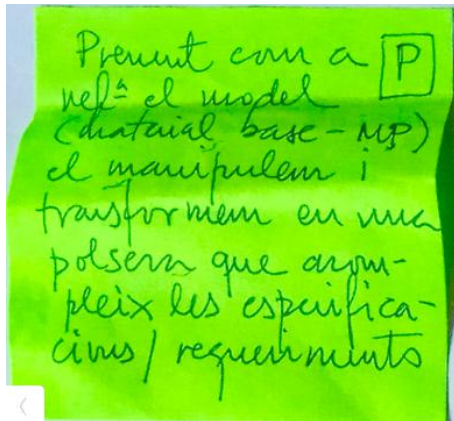 Prenent com a P
ref.ª el model
(material base - MP)
el manipulem i
transformem en una
polsera que acom-
pleix les especifica-
cions / requeriments